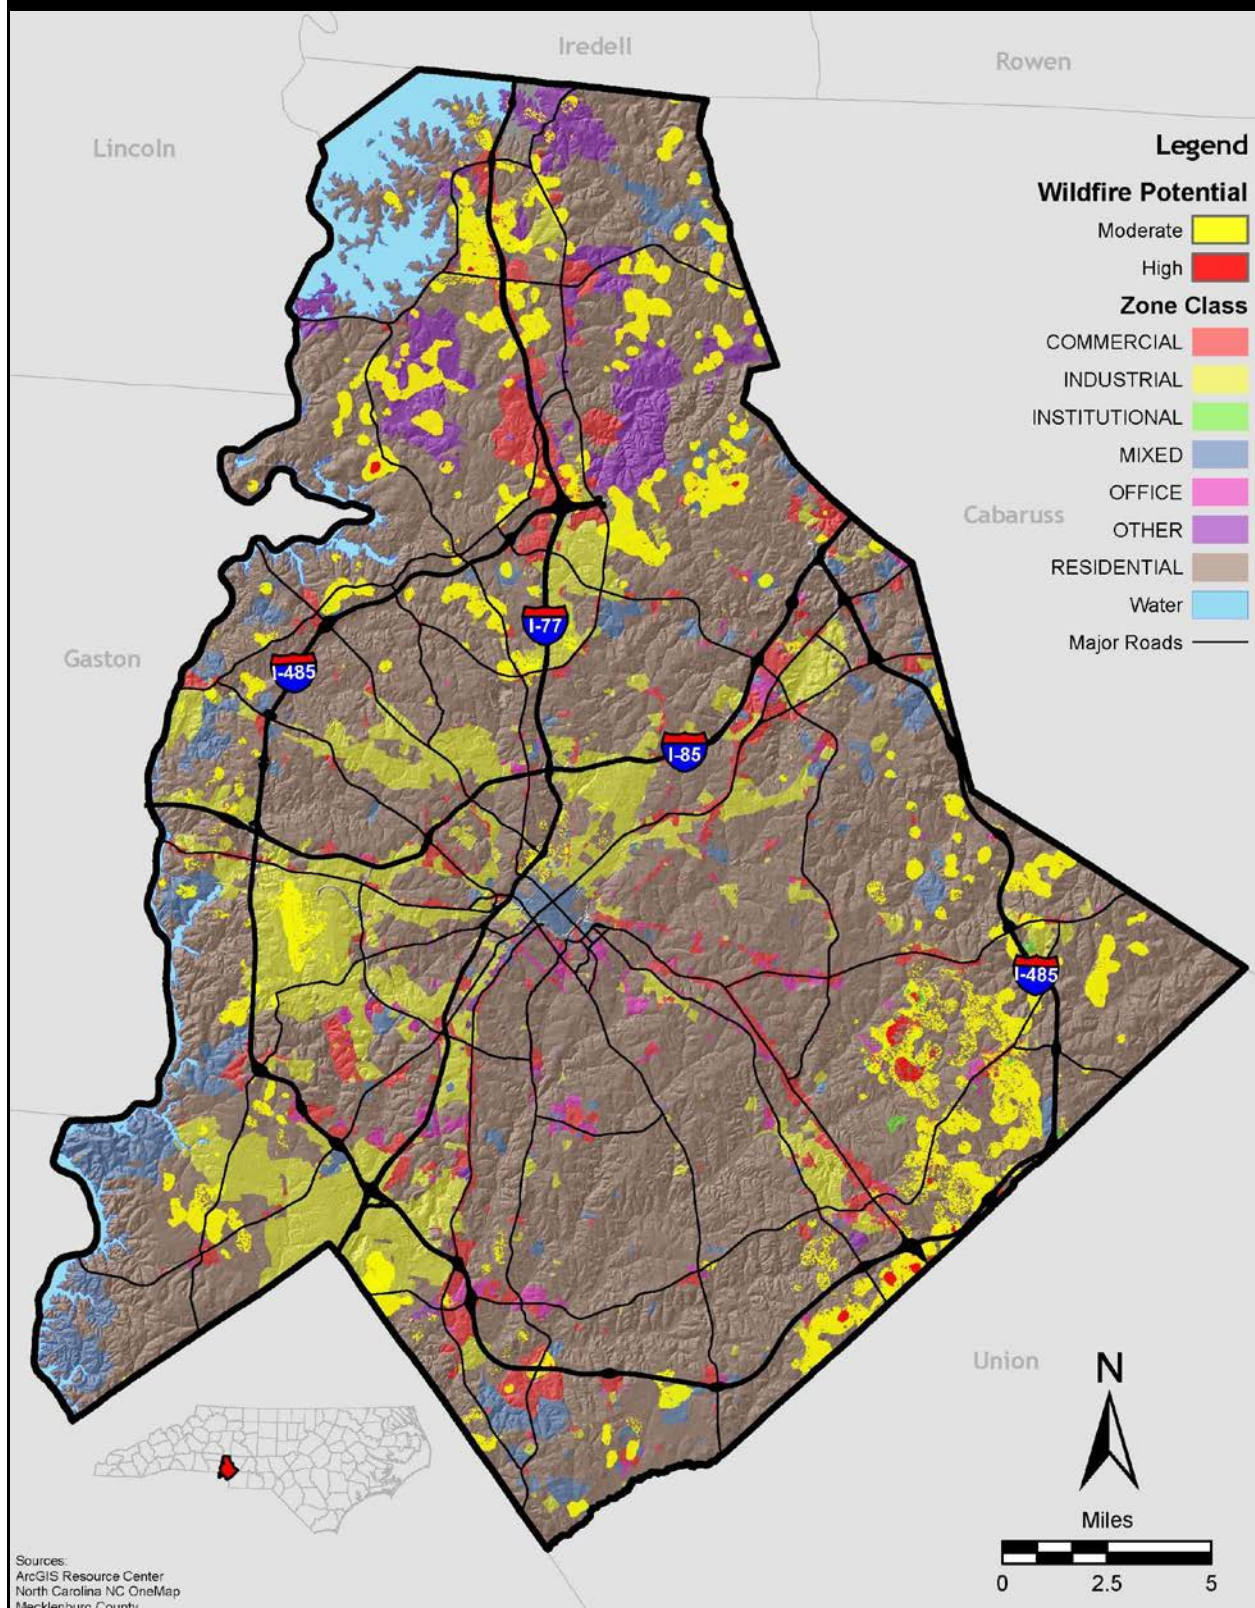 Iredell
Rowen
Lincoln
Legend
Wildfire Potential
Moderate
High
Zone Class
COMMERCIAL
INDUSTRIAL
INSTITUTIONAL
MIXED
OFFICE
OTHER
RESIDENTIAL
Water
Major Roads
Cabaruss
Gaston
I-77
I-485
I-85
I-485
Union
N
Miles
0 2.5 5
Sources:
ArcGIS Resource Center
North Carolina NC OneMap
Mecklenburg County